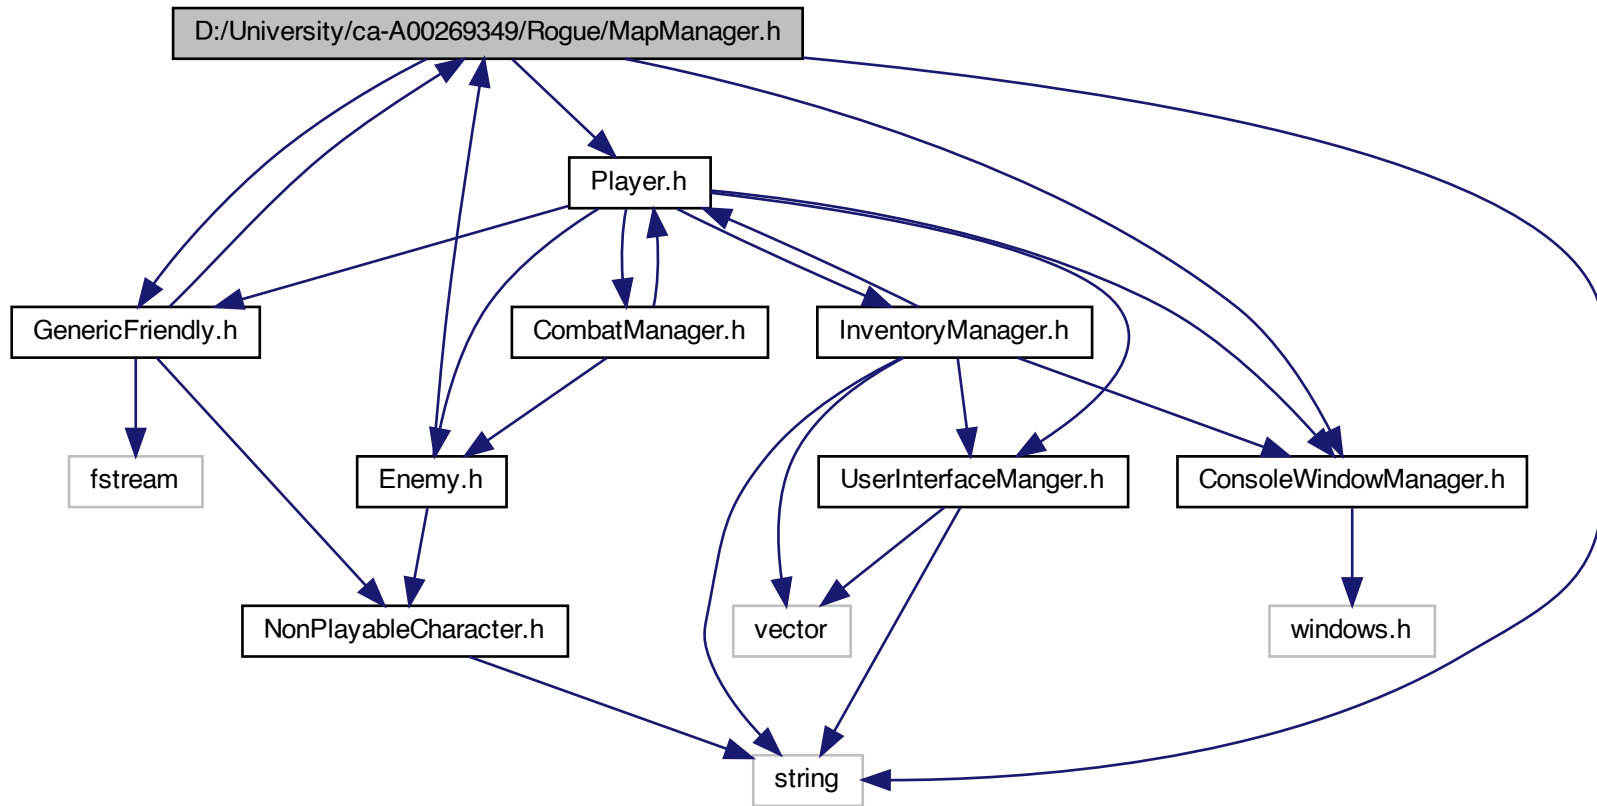 D:/University/ca-A00269349/Rogue/MapManager.h
Player.h
GenericFriendly.h
CombatManager.h
InventoryManager.h
fstream
Enemy.h
UserInterfaceManger.h
ConsoleWindowManager.h
NonPlayableCharacter.h
vector
windows.h
string